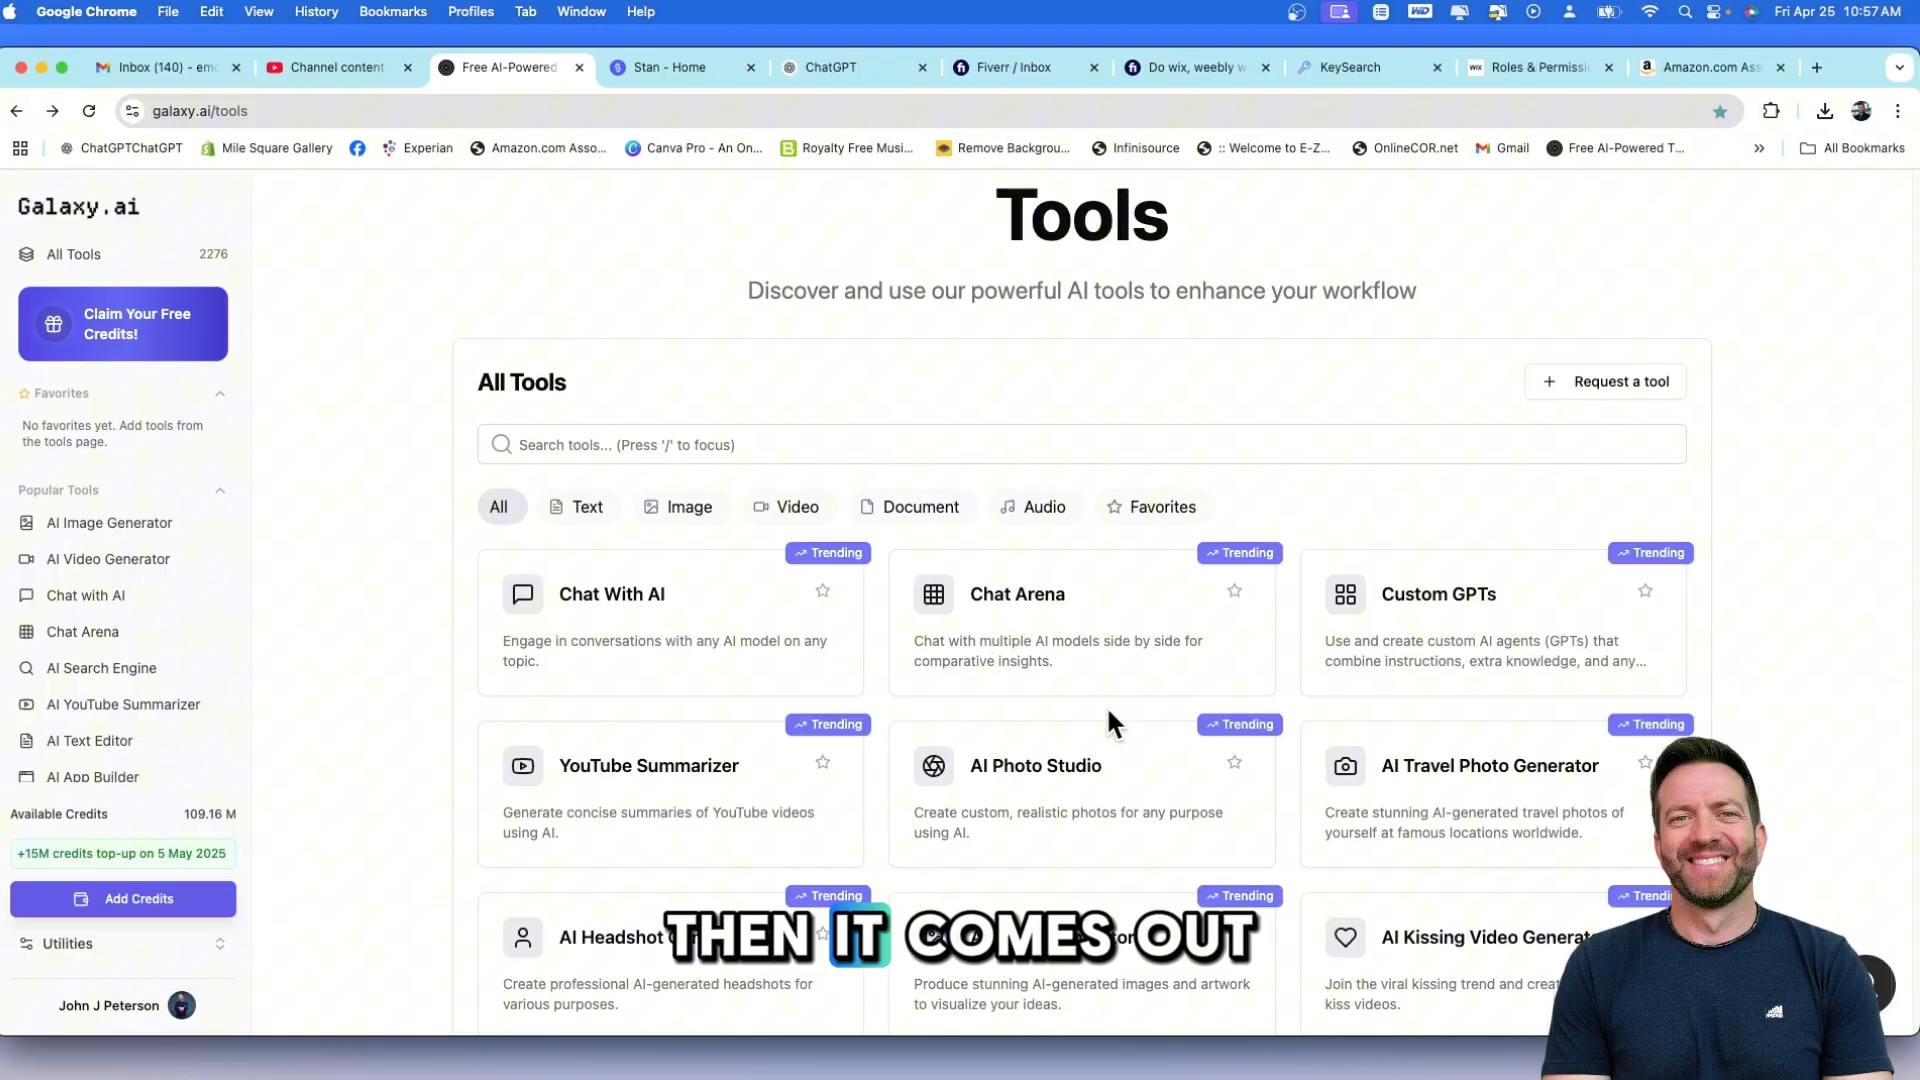 Google Chrome File Edit View History Bookmarks Profiles Tab Window Help Fri Apr 25 10:57 AM
Inbox (140) - em Channel content Free AI-Powered Stan - Home ChatGPT Fiverr / Inbox Do wix, weebly w KeySearch WIX Roles & Permissi Amazon.com Ass
galaxy.ai/tools
ChatGPTChatGPT Mile Square Gallery Experian Amazon.com Asso... Canva Pro - An On... Royalty Free Musi... Remove Backgrou... Infinisource :: Welcome to E-Z... OnlineCOR.net Gmail Free AI-Powered T... » All Bookmarks
Galaxy.ai
All Tools 2276
Claim Your Free
Credits!
Favorites
No favorites yet. Add tools from
the tools page.
Popular Tools
AI Image Generator
AI Video Generator
Chat with AI
Chat Arena
AI Search Engine
AI YouTube Summarizer
AI Text Editor
AI App Builder
Available Credits 109.16 M
+15M credits top-up on 5 May 2025
Add Credits
Utilities
John J Peterson
Tools
Discover and use our powerful AI tools to enhance your workflow
All Tools
+ Request a tool
Search tools... (Press '/' to focus)
All Text Image Video Document Audio Favorites
Trending Trending Trending
Chat With AI Chat Arena Custom GPTs
Engage in conversations with any AI model on any
topic.
Chat with multiple AI models side by side for
comparative insights.
Use and create custom AI agents (GPTs) that
combine instructions, extra knowledge, and any...
Trending Trending Trending
YouTube Summarizer AI Photo Studio AI Travel Photo Generator
Generate concise summaries of YouTube videos
using AI.
Create custom, realistic photos for any purpose
using AI.
Create stunning AI-generated travel photos of
yourself at famous locations worldwide.
Trending Trending Trendi
AI Headshot AI Kissing Video Generat
THEN IT COMES OUT
Create professional AI-generated headshots for
various purposes.
Produce stunning AI-generated images and artwork
to visualize your ideas.
Join the viral kissing trend and creat
kiss videos.